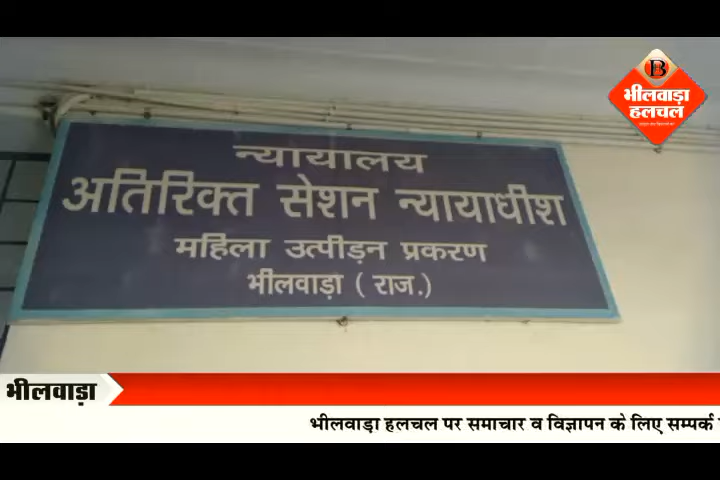 B
भीलवाड़ा
हलचल
न्यायालय
अतिरिक्त सेशन न्यायाधीश
महिला उत्पीड़न प्रकरण
भीलवाड़ा ( राज.)
भीलवाड़ा
भीलवाड़ा हलचल पर समाचार व विज्ञापन के लिए सम्पर्क